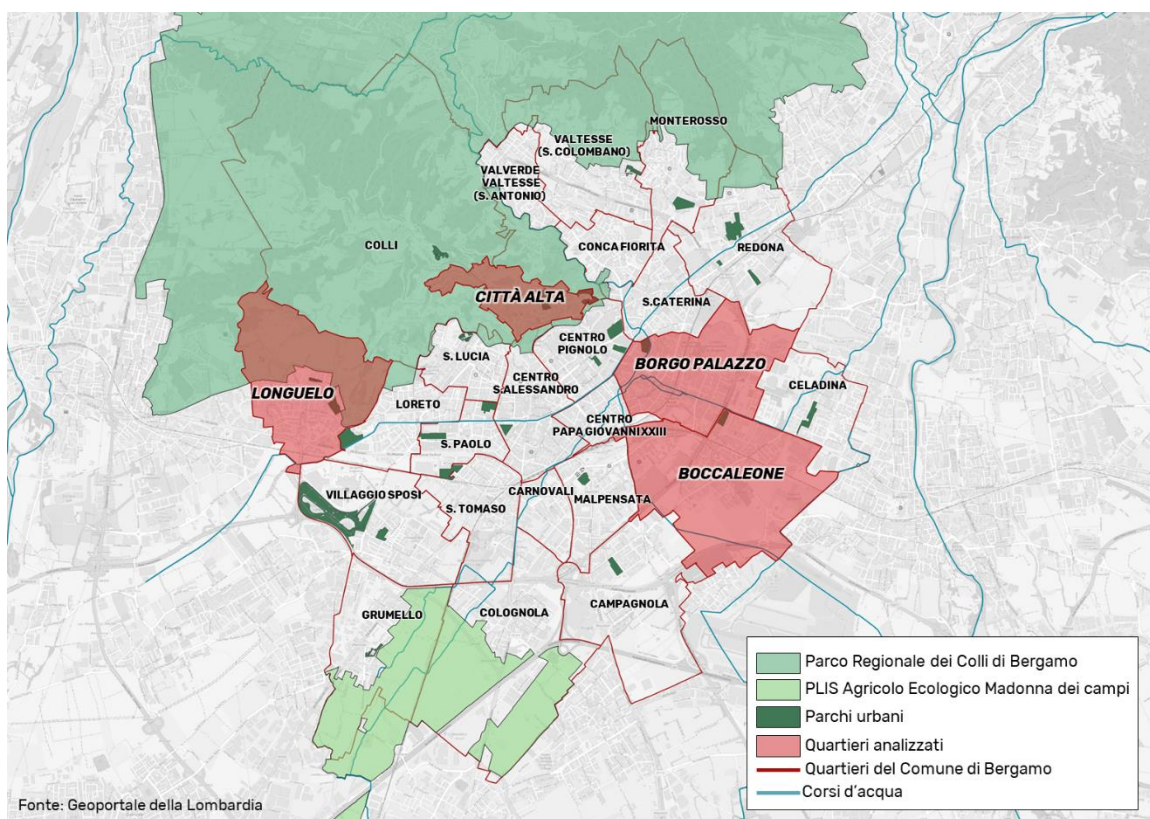 MONTEROSSO
VALTESSE
(S. COLOMBANO)
VALVERDE
VALTESSE
(S. ANTONIO)
COLLI
CONCA FIORITA
REDONA
CITTÀ ALTA
S.CATERINA
CENTRO
PIGNOLO
S. LUCIA
BORGO PALAZZO
CENTRO
S.ALESSANDRO
CELADINA
LONGUELO
LORETO
CENTRO
PAPA GIOVANNI XXIII
S. PAOLO
BOCCALEONE
VILLAGGIO SPOSI
CARNOVALI
MALPENSATA
S. TOMASO
CAMPAGNOLA
GRUMELLO
COLOGNOLA
Parco Regionale dei Colli di Bergamo
PLIS Agricolo Ecologico Madonna dei campi
Parchi urbani
Quartieri analizzati
Quartieri del Comune di Bergamo
Corsi d'acqua
Fonte: Geoportale della Lombardia